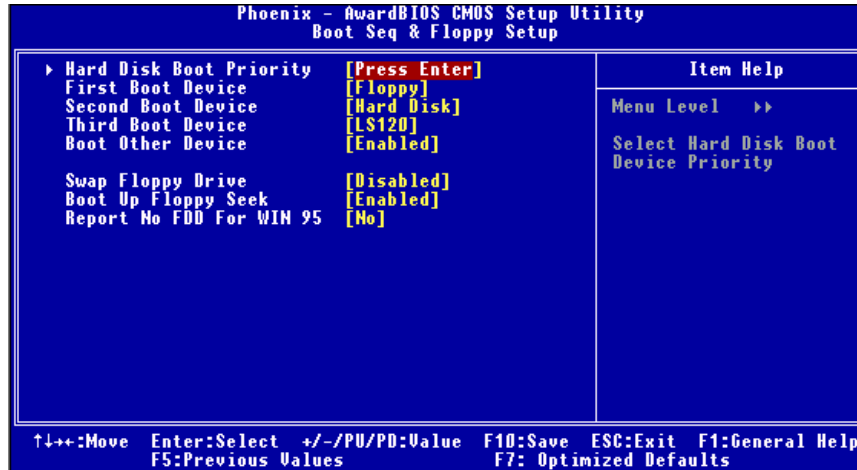 Phoenix - AwardBIOS CMOS Setup Utility
Boot Seq & Floppy Setup
▸ Hard Disk Boot Priority [Press Enter]
First Boot Device [Floppy]
Second Boot Device [Hard Disk]
Third Boot Device [LS120]
Boot Other Device [Enabled]
Swap Floppy Drive [Disabled]
Boot Up Floppy Seek [Enabled]
Report No FDD For WIN 95 [No]
Item Help
Menu Level ▸▸
Select Hard Disk Boot
Device Priority
↑↓→←:Move Enter:Select +/-/PU/PD:Value F10:Save ESC:Exit F1:General Help
F5:Previous Values F7: Optimized Defaults